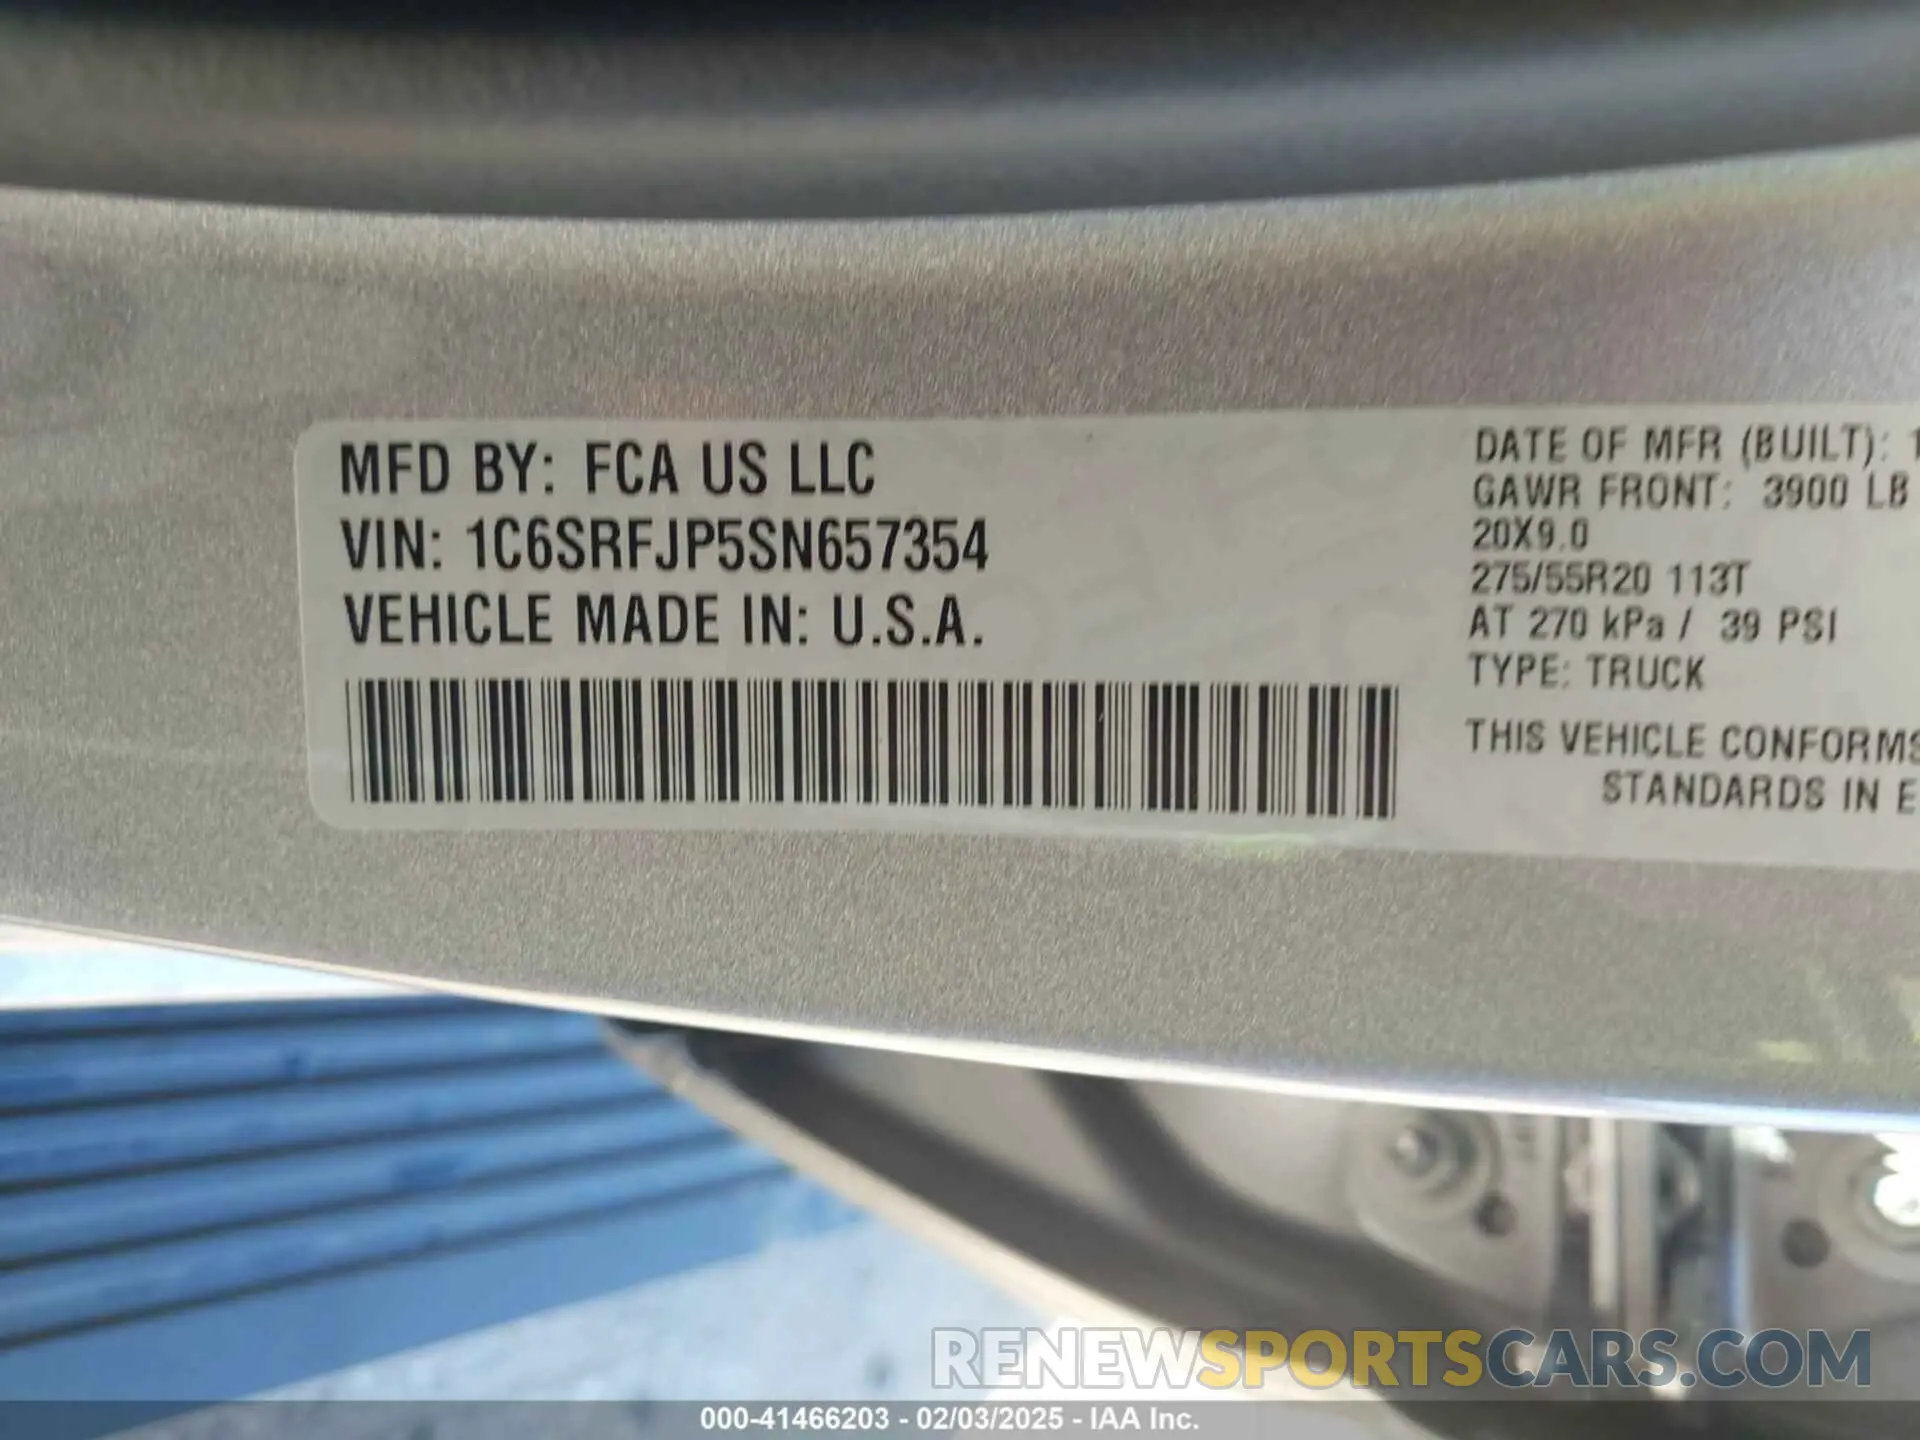 MFD BY: FCA US LLC
VIN: 1C6SRFJP5SN657354
VEHICLE MADE IN: U.S.A.
DATE OF MFR (BUILT): 1
GAWR FRONT: 3900 LB
20X9.0
275/55R20 113T
AT 270 kPa / 39 PSI
TYPE: TRUCK
THIS VEHICLE CONFORMS
STANDARDS IN E
RENEWSPORTSCARS.COM
000-41466203 - 02/03/2025 - IAA Inc.